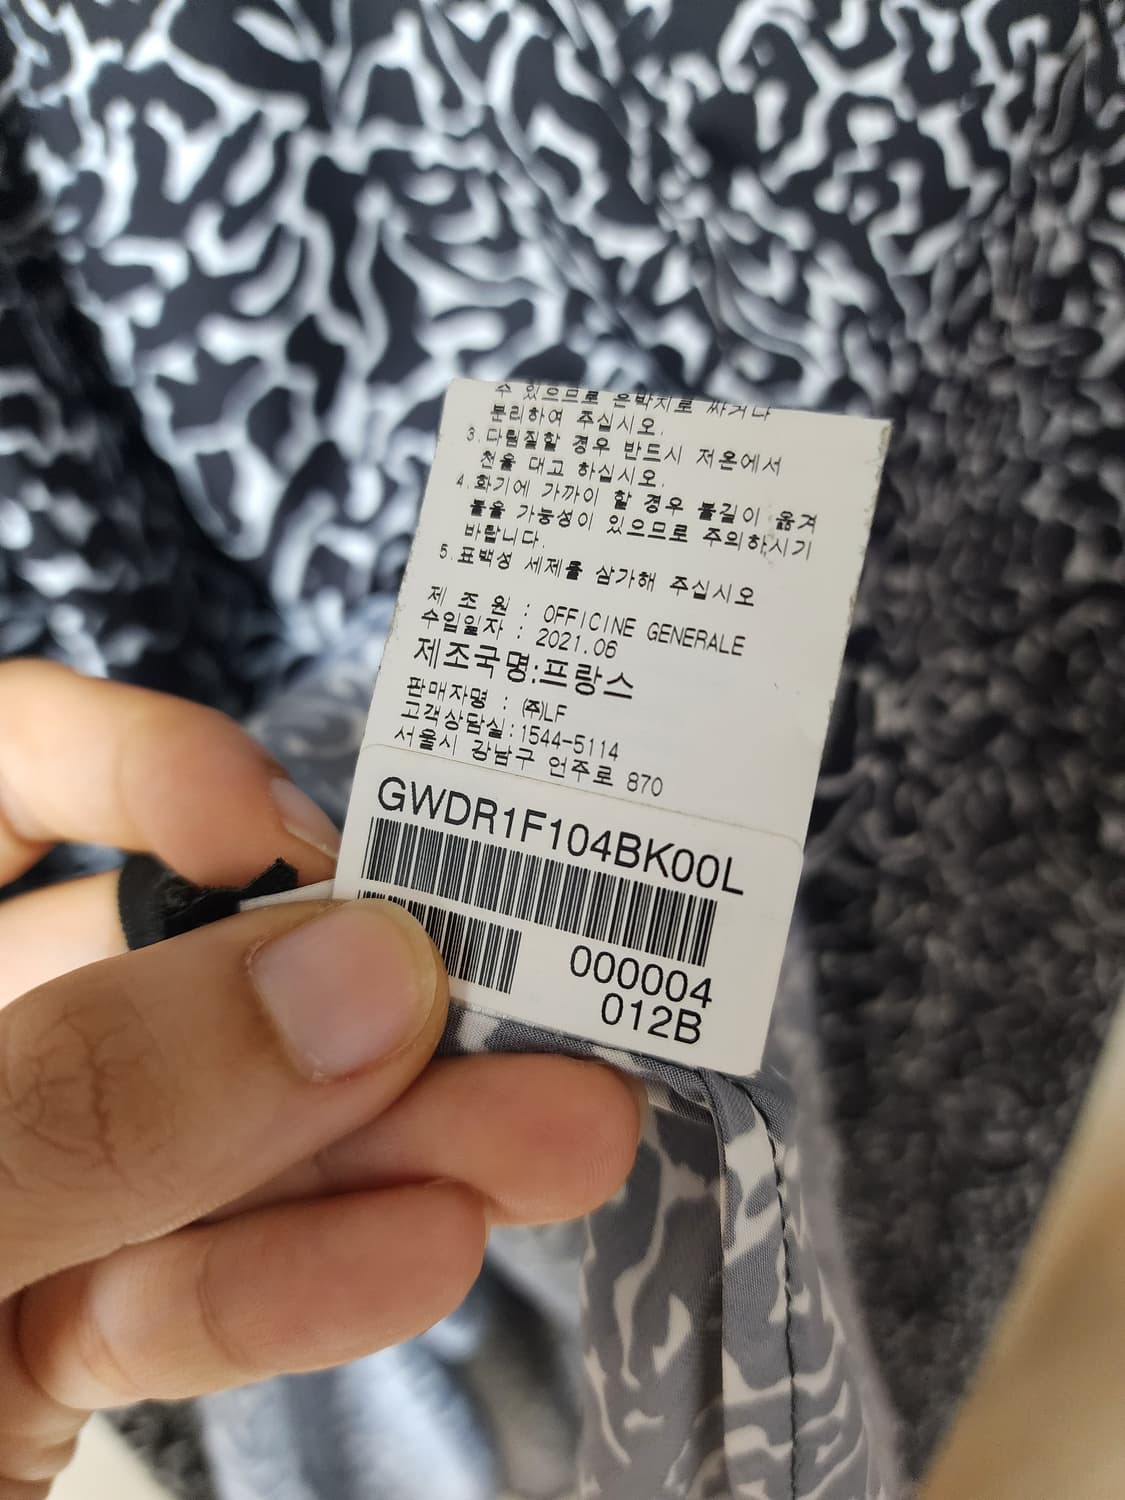 수 있으므로 은박지로 싸거나
분리하여 주십시오.
3.다림질할 경우 반드시 저온에서
천을 대고 하십시오.
4.화기에 가까이 할 경우 불길이 옮겨
붙을 가능성이 있으므로 주의하시기
바랍니다.
5.표백성 세제를 삼가해 주십시오
제 조 원 : OFFICINE GENERALE
수입일자 : 2021.06
제조국명:프랑스
판매자명 : ㈜LF
고객상담실:1544-5114
서울시 강남구 언주로 870
GWDR1F104BK00L
000004
012B